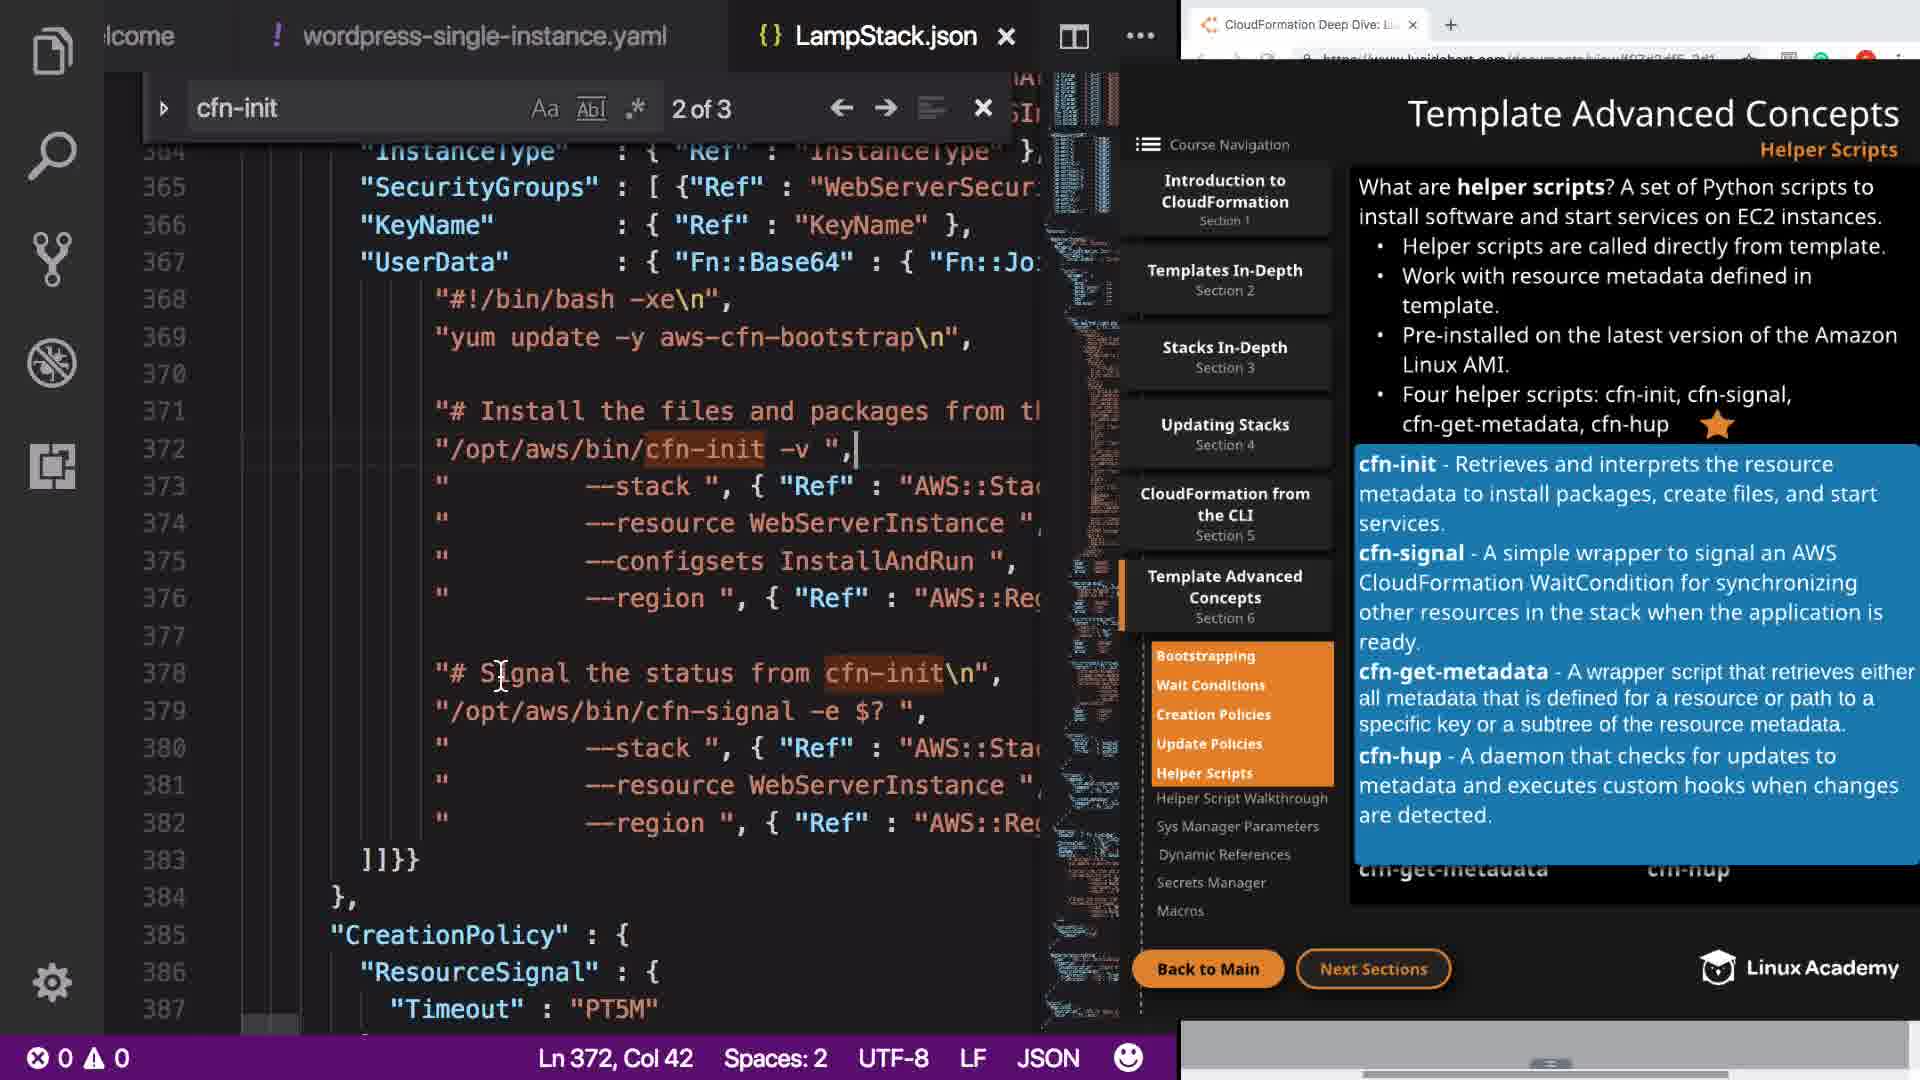 lcome
! wordpress-single-instance.yaml
{} LampStack.json
CloudFormation Deep Dive: Li
cfn-init
Aa Abl .* 2 of 3
364 "InstanceType" : { "Ref" : "InstanceType" },
365 "SecurityGroups" : [ {"Ref" : "WebServerSecur
366 "KeyName" : { "Ref" : "KeyName" },
367 "UserData" : { "Fn::Base64" : { "Fn::Jo
368 "#!/bin/bash -xe\n",
369 "yum update -y aws-cfn-bootstrap\n",
370
371 "# Install the files and packages from th
372 "/opt/aws/bin/cfn-init -v ",
373 " --stack ", { "Ref" : "AWS::Stac
374 " --resource WebServerInstance ",
375 " --configsets InstallAndRun ",
376 " --region ", { "Ref" : "AWS::Reg
377
378 "# Signal the status from cfn-init\n",
379 "/opt/aws/bin/cfn-signal -e $? ",
380 " --stack ", { "Ref" : "AWS::Stac
381 " --resource WebServerInstance ",
382 " --region ", { "Ref" : "AWS::Reg
383 ]]}}
384 },
385 "CreationPolicy" : {
386 "ResourceSignal" : {
387 "Timeout" : "PT5M"
0 0
Ln 372, Col 42 Spaces: 2 UTF-8 LF JSON
Course Navigation
Introduction to
CloudFormation
Section 1
Templates In-Depth
Section 2
Stacks In-Depth
Section 3
Updating Stacks
Section 4
CloudFormation from
the CLI
Section 5
Template Advanced
Concepts
Section 6
Bootstrapping
Wait Conditions
Creation Policies
Update Policies
Helper Scripts
Helper Script Walkthrough
Sys Manager Parameters
Dynamic References
Secrets Manager
Macros
Back to Main
Next Sections
Template Advanced Concepts
Helper Scripts
What are helper scripts? A set of Python scripts to
install software and start services on EC2 instances.
• Helper scripts are called directly from template.
• Work with resource metadata defined in
template.
• Pre-installed on the latest version of the Amazon
Linux AMI.
• Four helper scripts: cfn-init, cfn-signal,
cfn-get-metadata, cfn-hup
cfn-init - Retrieves and interprets the resource
metadata to install packages, create files, and start
services.
cfn-signal - A simple wrapper to signal an AWS
CloudFormation WaitCondition for synchronizing
other resources in the stack when the application is
ready.
cfn-get-metadata - A wrapper script that retrieves either
all metadata that is defined for a resource or path to a
specific key or a subtree of the resource metadata.
cfn-hup - A daemon that checks for updates to
metadata and executes custom hooks when changes
are detected.
cfn-get-metadata cfn-hup
Linux Academy